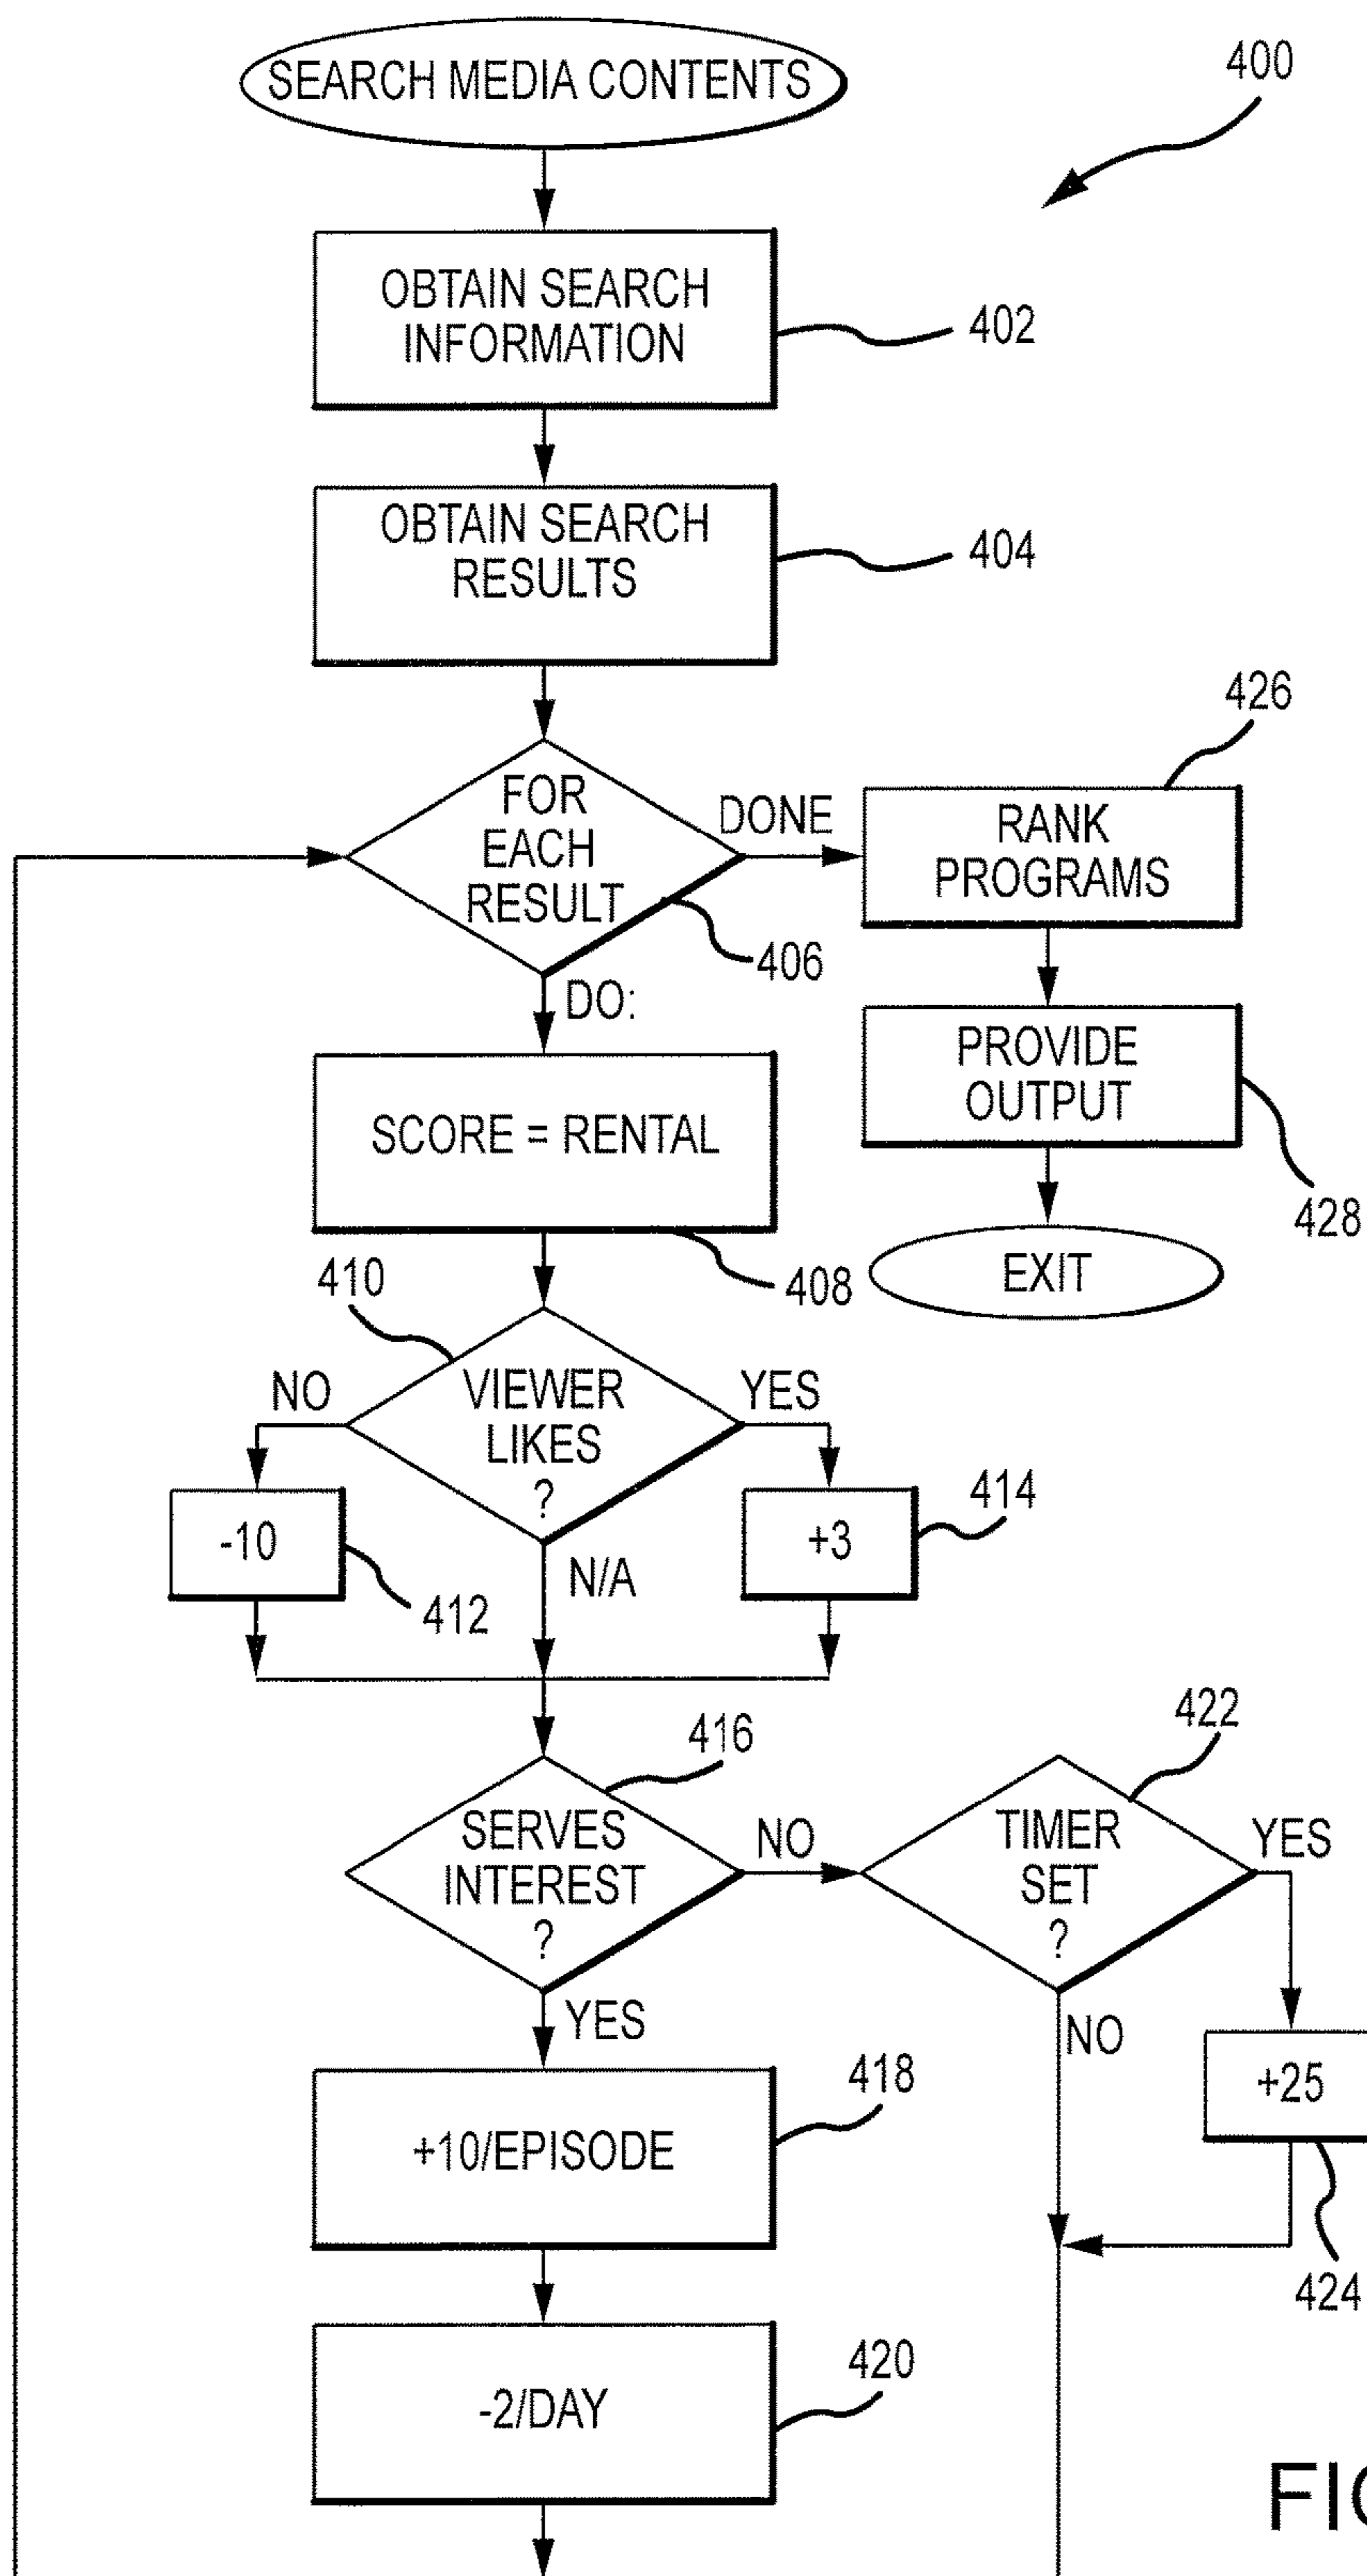 SEARCH MEDIA CONTENTS
400
OBTAIN SEARCH
INFORMATION
402
OBTAIN SEARCH
RESULTS
404
FOR
EACH
RESULT
406
DONE
426
RANK
PROGRAMS
DO:
PROVIDE
OUTPUT
428
SCORE = RENTAL
408
EXIT
410
VIEWER
LIKES
?
NO
YES
-10
412
N/A
+3
414
416
SERVES
INTEREST
?
NO
422
TIMER
SET
?
YES
YES
NO
+10/EPISODE
418
+25
424
-2/DAY
420